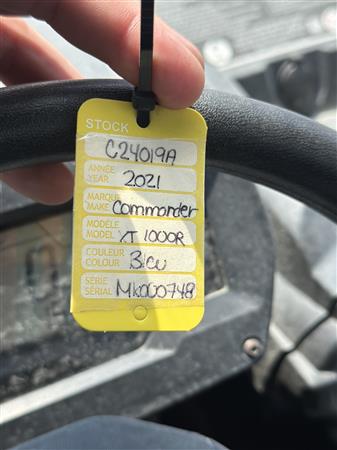 STOCK
C24019A
ANNÉE
YEAR 2021
MARQUE
MAKE Commander
MODÈLE
MODEL XT 1000R
COULEUR
COLOUR Bleu
SÉRIE
SERIAL MK000748